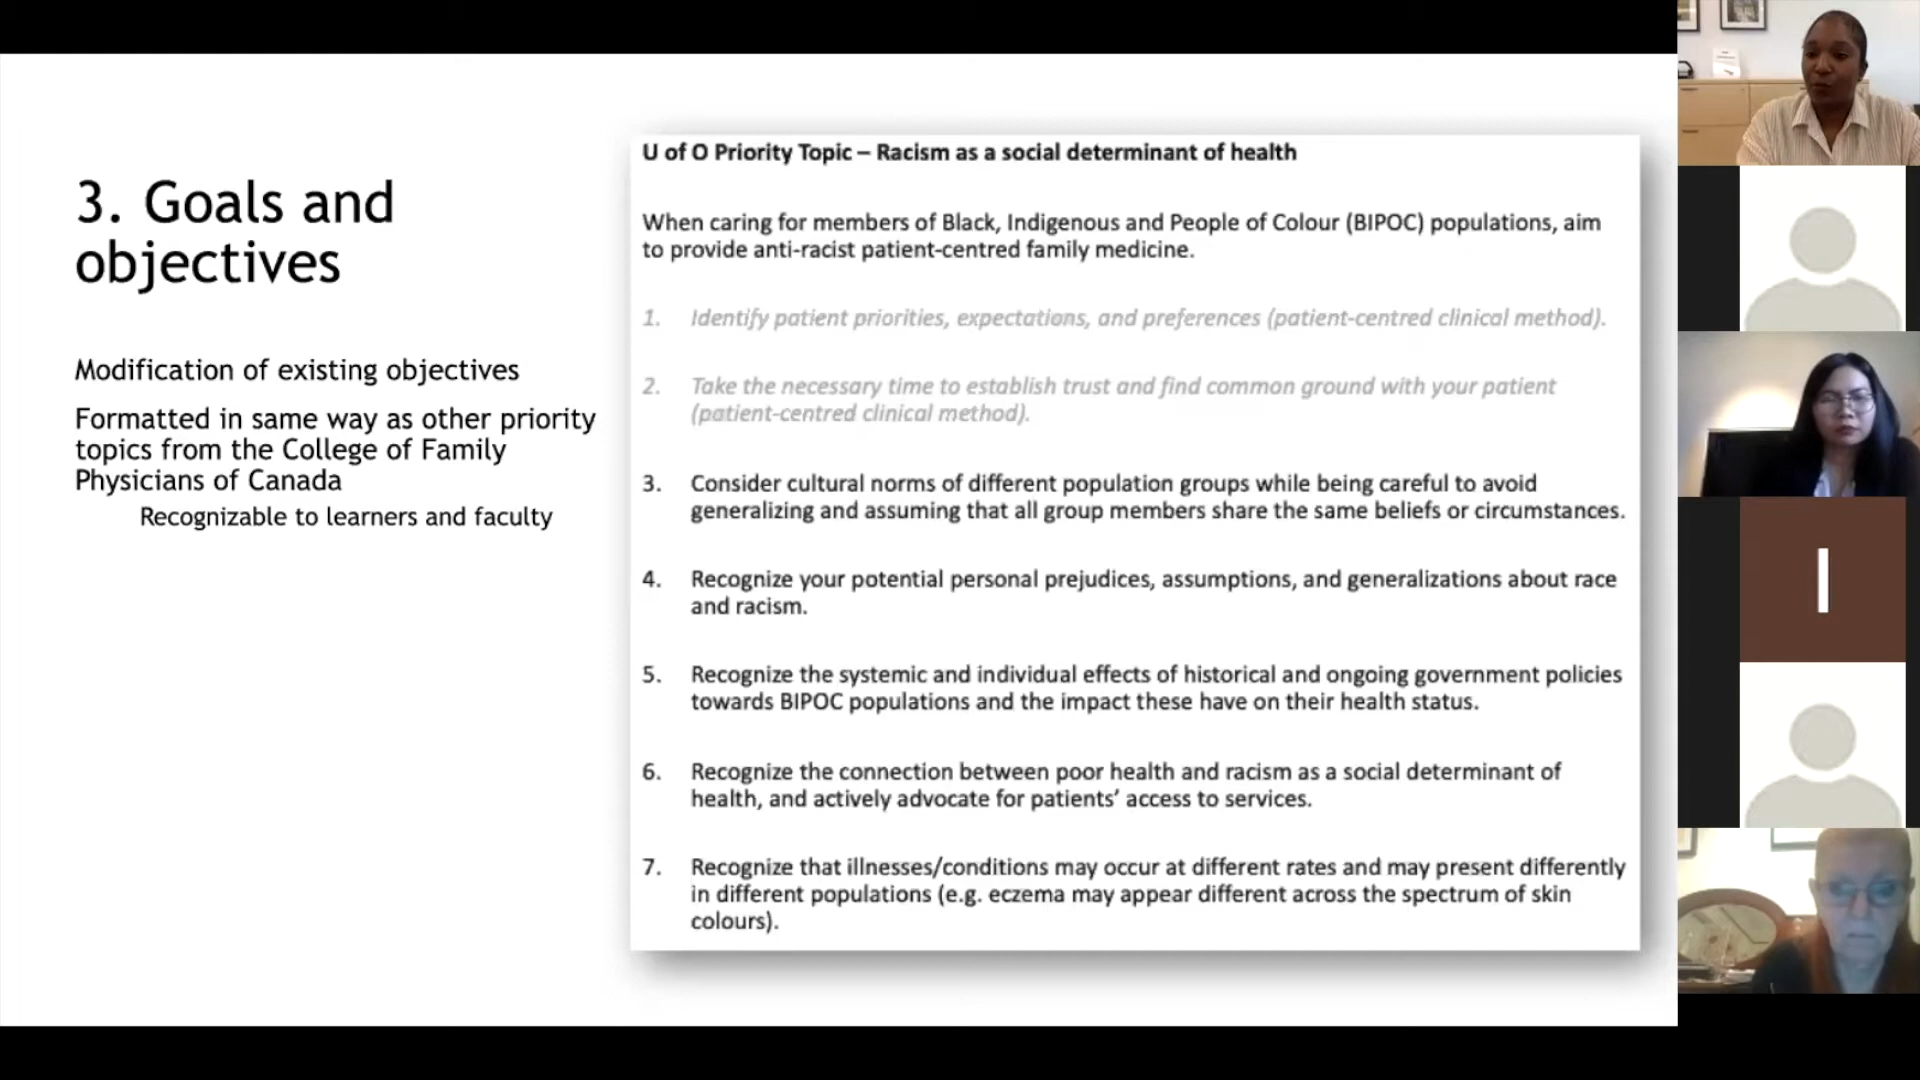 3. Goals and
objectives
Modification of existing objectives
Formatted in same way as other priority
topics from the College of Family
Physicians of Canada
Recognizable to learners and faculty
U of O Priority Topic – Racism as a social determinant of health
When caring for members of Black, Indigenous and People of Colour (BIPOC) populations, aim
to provide anti-racist patient-centred family medicine.
1. Identify patient priorities, expectations, and preferences (patient-centred clinical method).
2. Take the necessary time to establish trust and find common ground with your patient
(patient-centred clinical method).
3. Consider cultural norms of different population groups while being careful to avoid
generalizing and assuming that all group members share the same beliefs or circumstances.
4. Recognize your potential personal prejudices, assumptions, and generalizations about race
and racism.
5. Recognize the systemic and individual effects of historical and ongoing government policies
towards BIPOC populations and the impact these have on their health status.
6. Recognize the connection between poor health and racism as a social determinant of
health, and actively advocate for patients’ access to services.
7. Recognize that illnesses/conditions may occur at different rates and may present differently
in different populations (e.g. eczema may appear different across the spectrum of skin
colours).
I